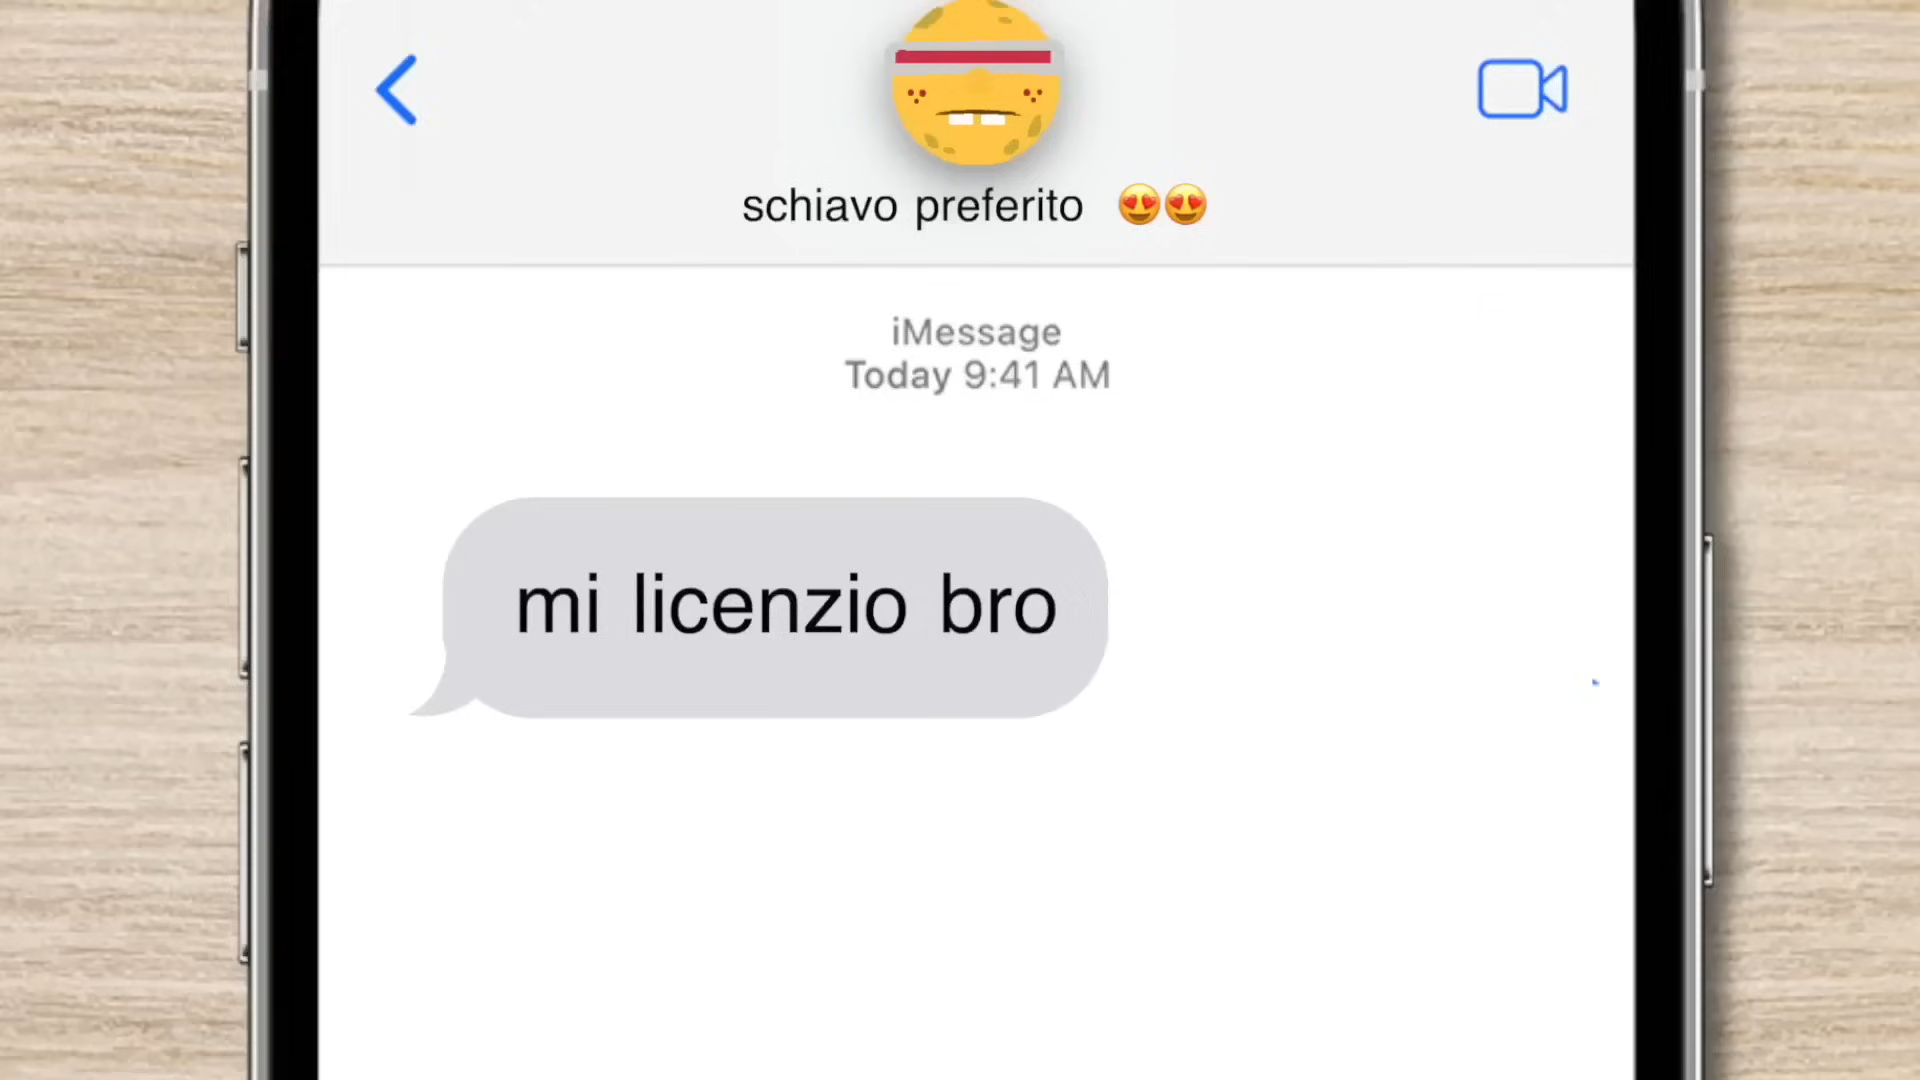 schiavo preferito 😍😍
iMessage
Today 9:41 AM
mi licenzio bro